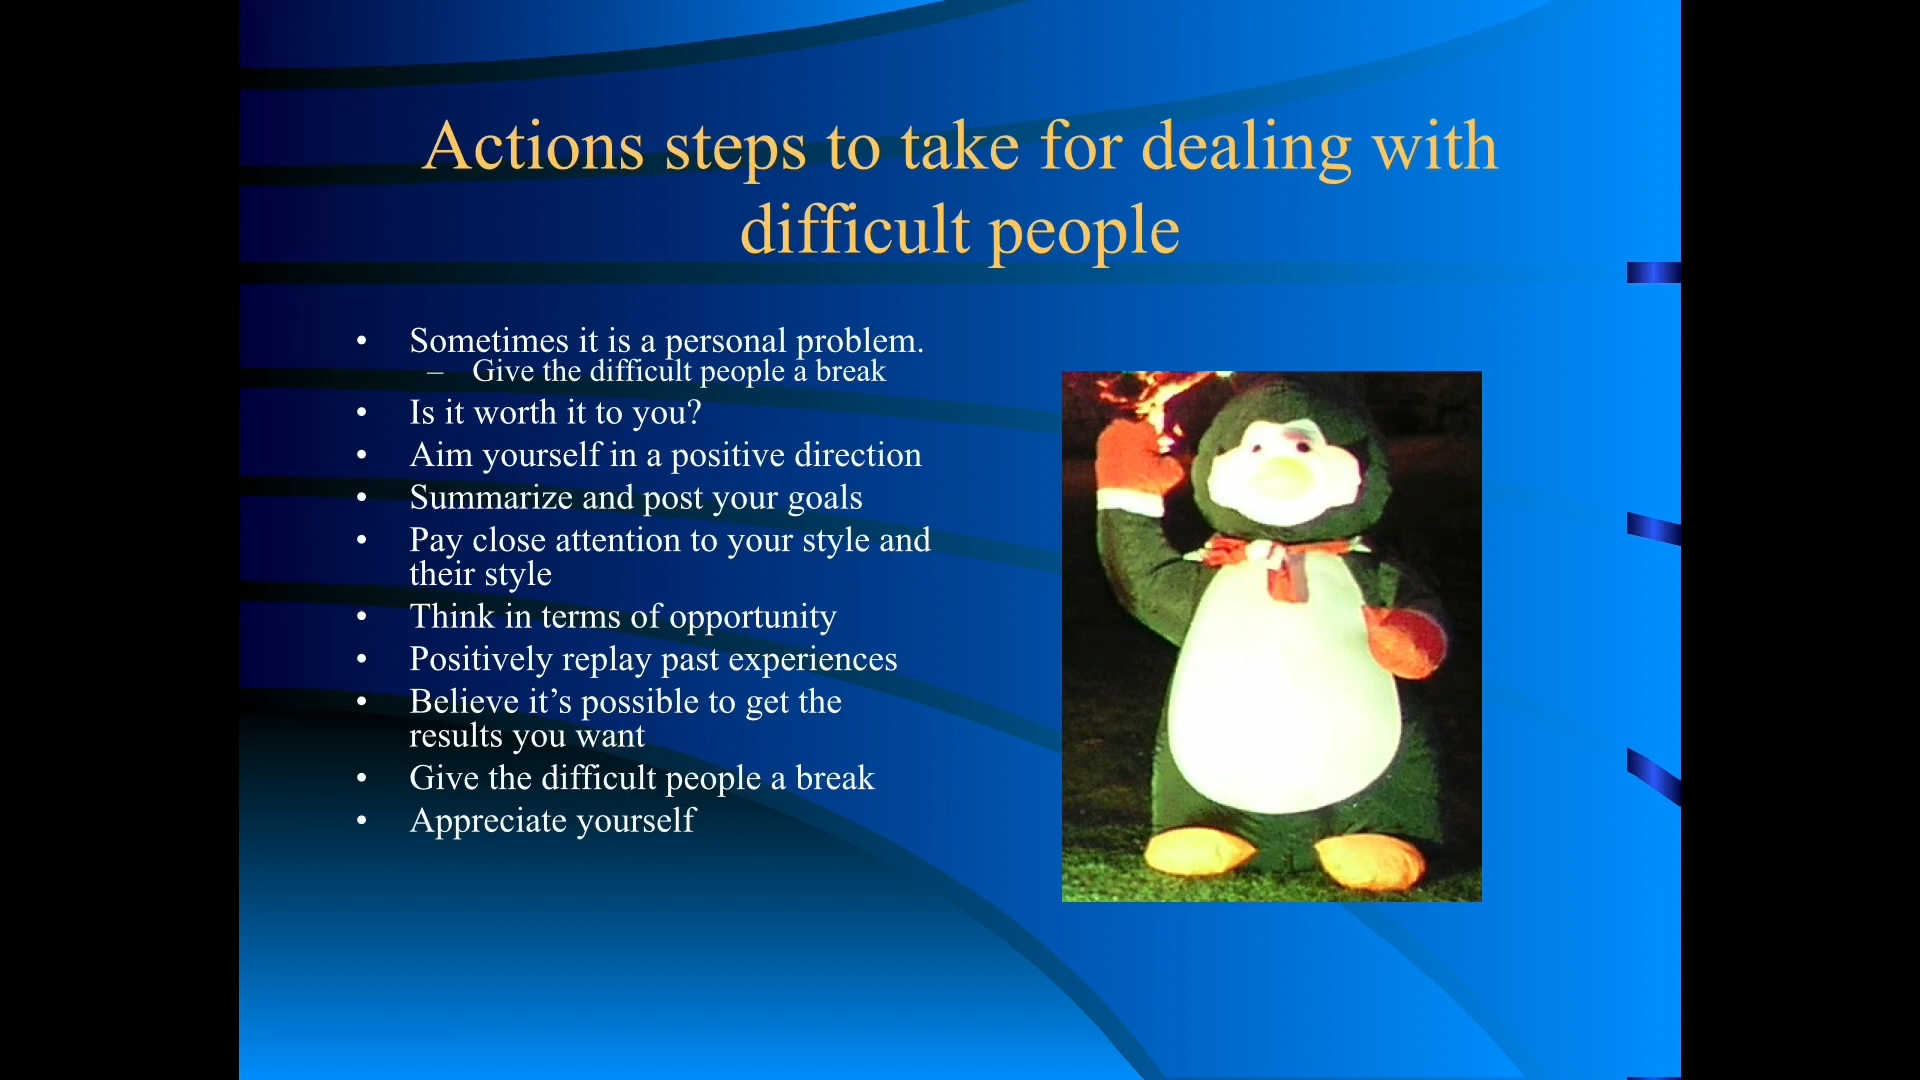 Actions steps to take for dealing with
difficult people
• Sometimes it is a personal problem.
– Give the difficult people a break
• Is it worth it to you?
• Aim yourself in a positive direction
• Summarize and post your goals
• Pay close attention to your style and
their style
• Think in terms of opportunity
• Positively replay past experiences
• Believe it’s possible to get the
results you want
• Give the difficult people a break
• Appreciate yourself